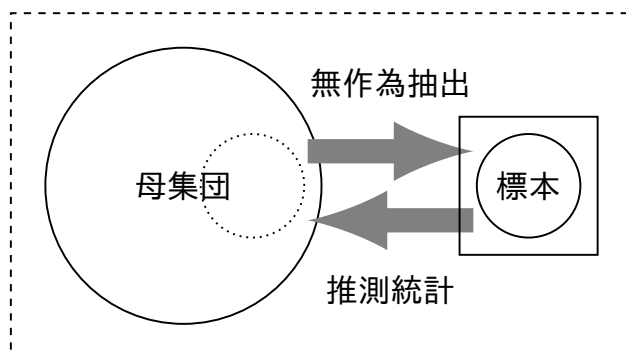 無作為抽出
母集団
標本
推測統計